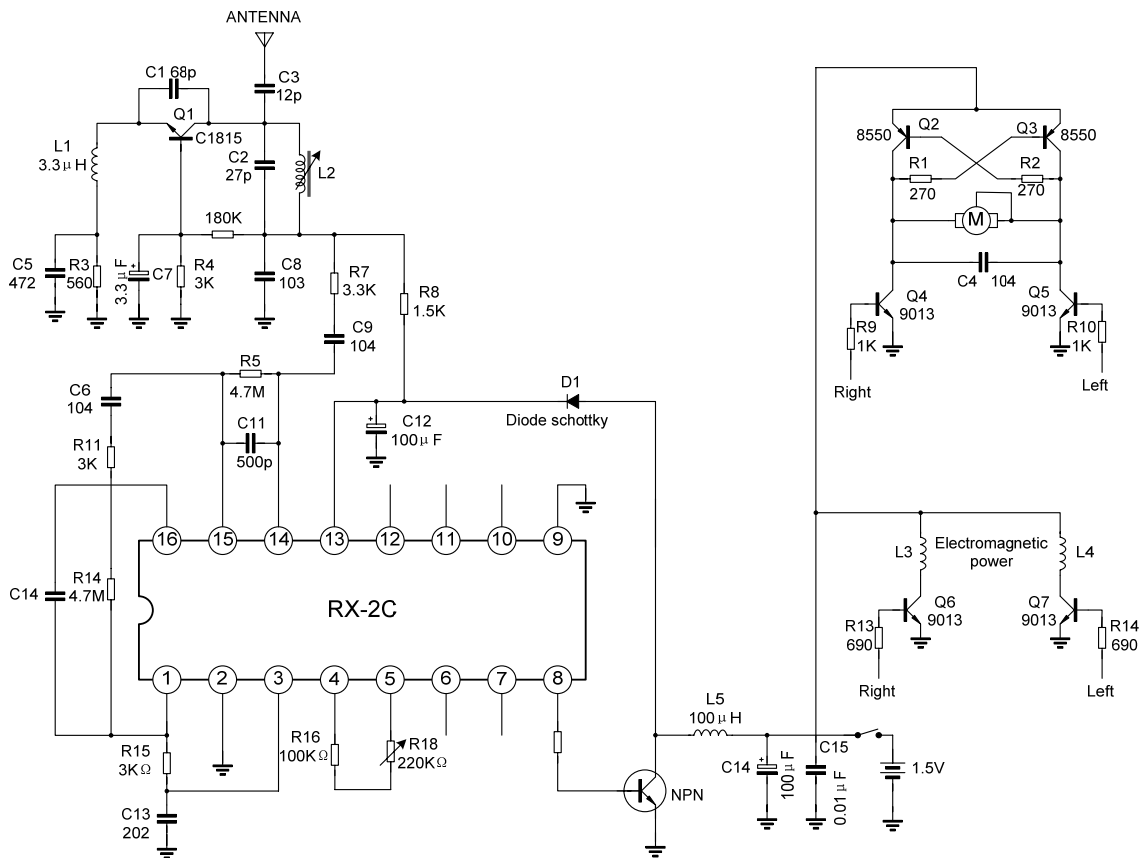 ANTENNA
C1 68p
C3
12p
Q1
C1815
L1
3.3μH
C2
27p
L2
180K
C5
472
R3
560
+
3.3μF
C7
R4
3K
C8
103
R7
3.3K
R8
1.5K
C9
104
R5
4.7M
C6
104
R11
3K
C11
500p
+
C12
100μF
D1
Diode schottky
16
15
14
13
12
11
10
9
C14
R14
4.7M
RX-2C
1
2
3
4
5
6
7
8
R15
3KΩ
C13
202
R16
100KΩ
R18
220KΩ
NPN
L5
100μH
C14
+
100μF
C15
0.01μF
1.5V
8550
Q2
Q3
8550
R1
270
R2
270
M
C4
104
Q4
9013
Q5
9013
R9
1K
R10
1K
Right
Left
L3
Electromagnetic
power
L4
Q6
9013
Q7
9013
R13
690
R14
690
Right
Left